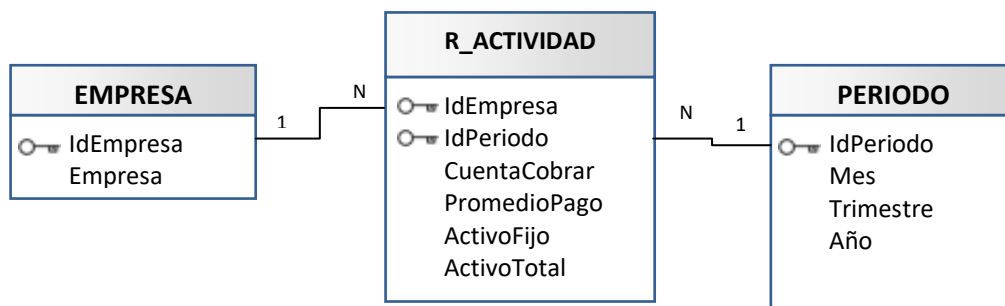 EMPRESA
IdEmpresa
Empresa
1
N
R_ACTIVIDAD
IdEmpresa
IdPeriodo
CuentaCobrar
PromedioPago
ActivoFijo
ActivoTotal
N
1
PERIODO
IdPeriodo
Mes
Trimestre
Año